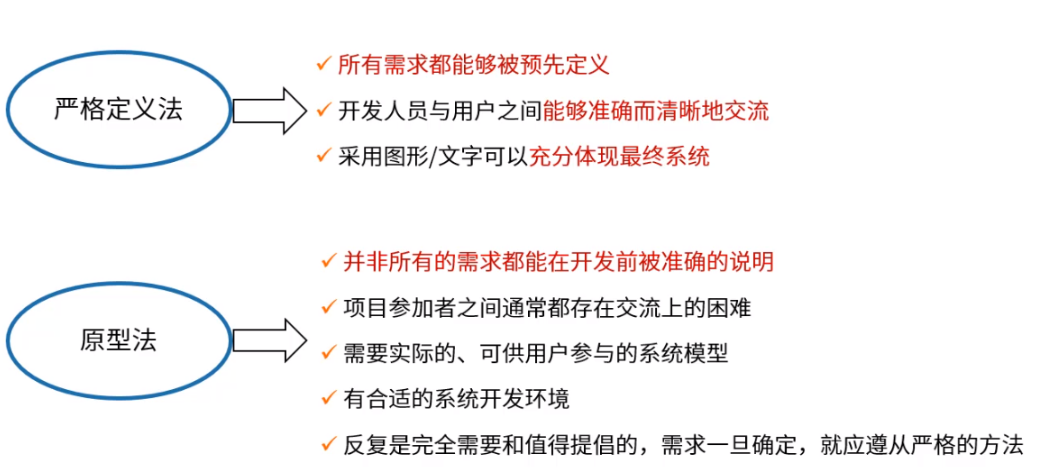 严格定义法
所有需求都能够被预先定义
开发人员与用户之间能够准确而清晰地交流
采用图形/文字可以充分体现最终系统
原型法
并非所有的需求都能在开发前被准确的说明
项目参加者之间通常都存在交流上的困难
需要实际的、可供用户参与的系统模型
有合适的系统开发环境
反复是完全需要和值得提倡的，需求一旦确定，就应遵从严格的方法